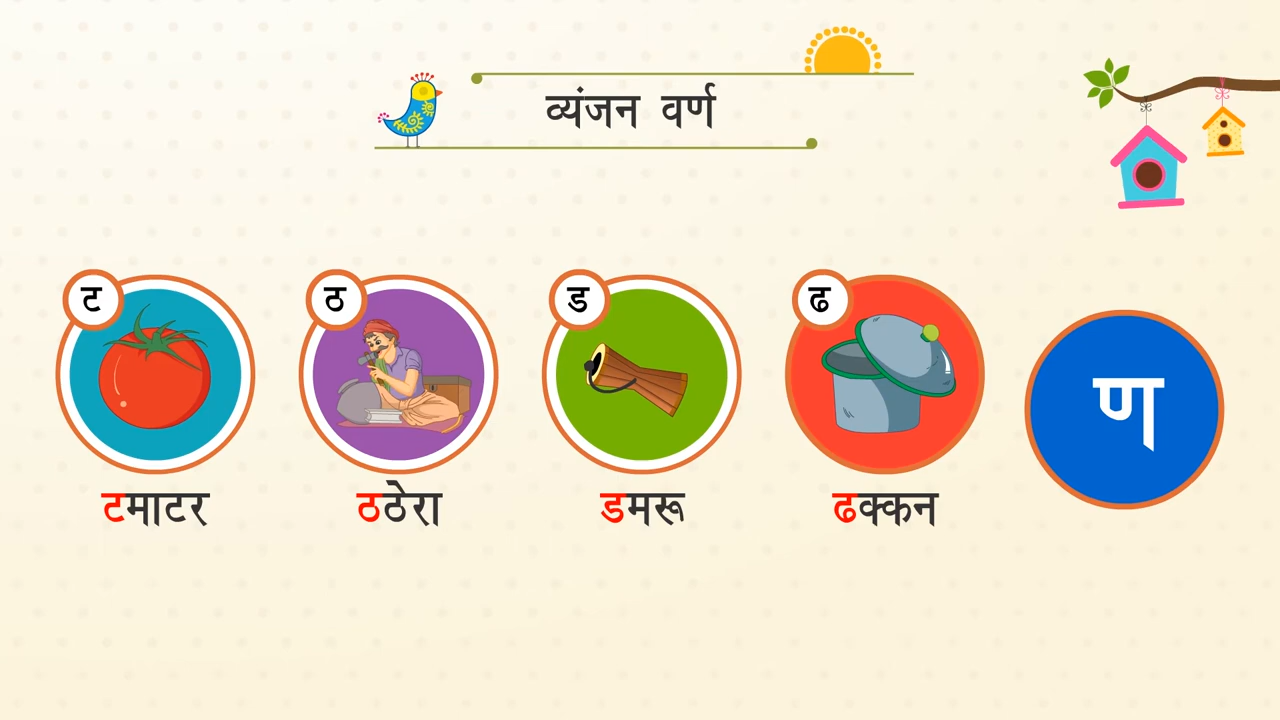 व्यंजन वर्ण
ट
ठ
ड
ढ
ण
टमाटर
ठठेरा
डमरू
ढक्कन